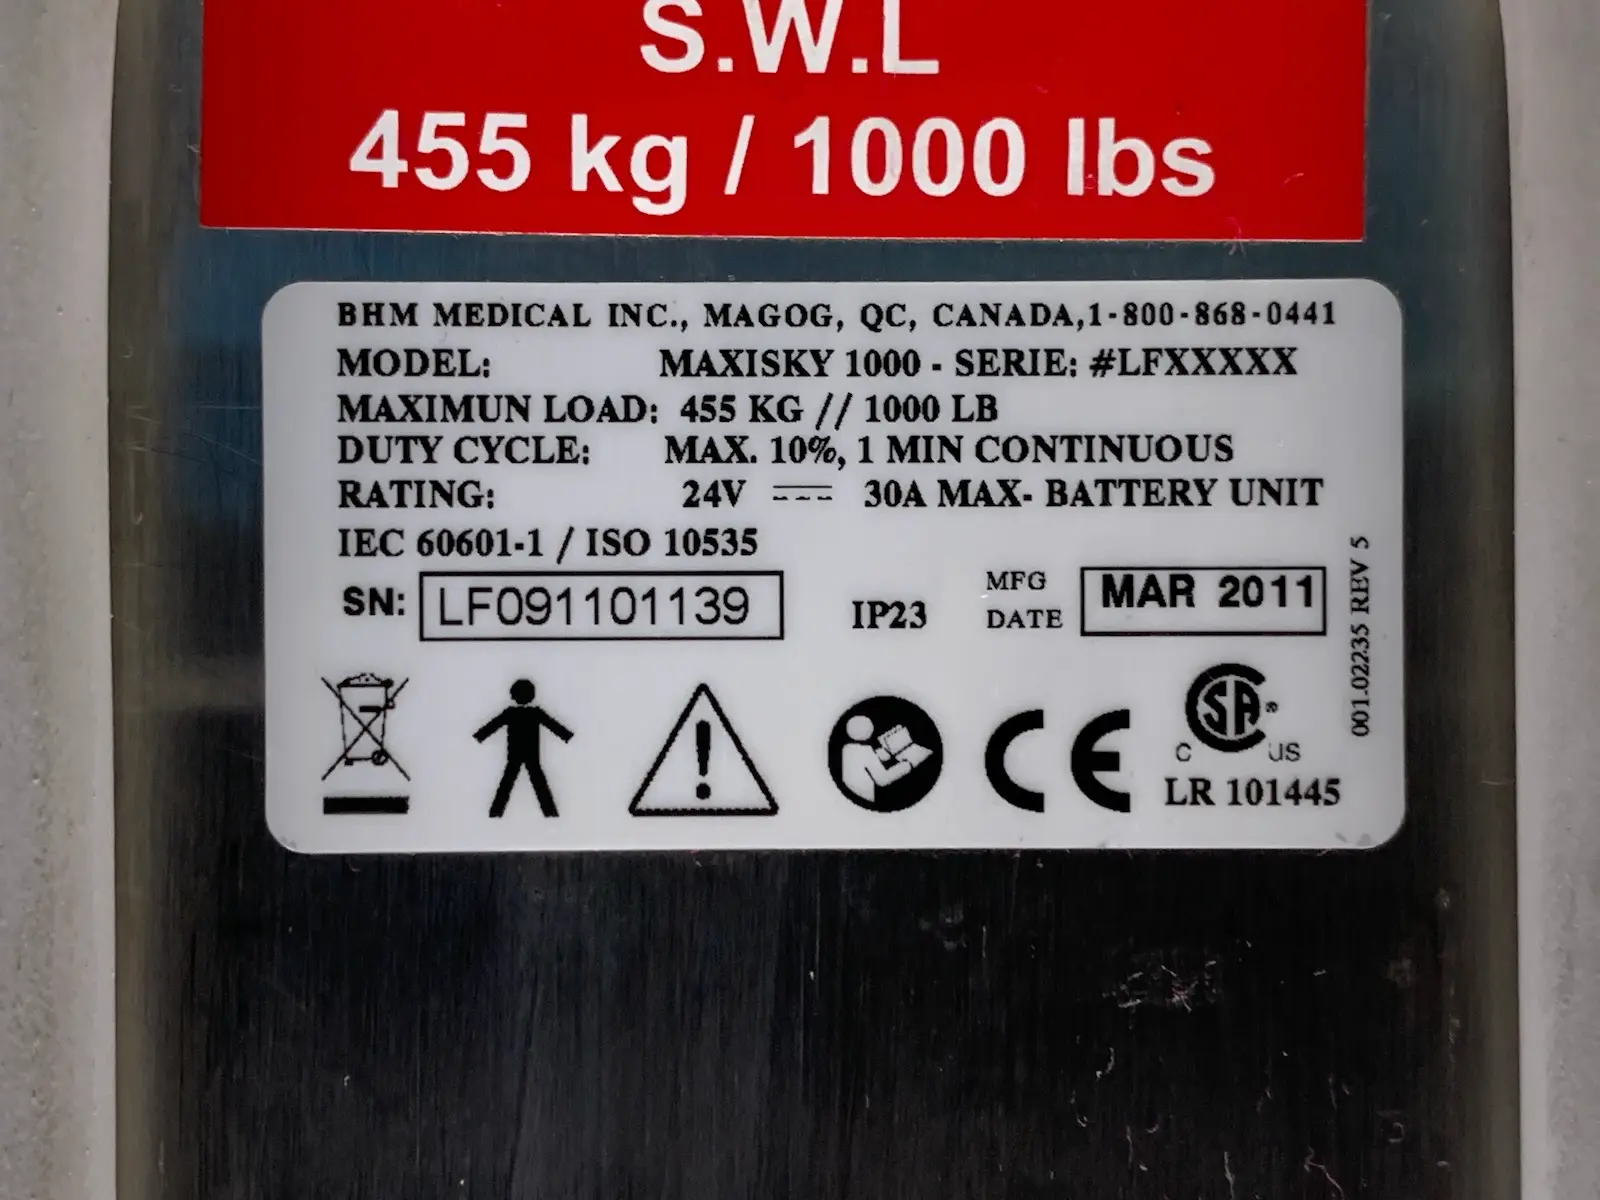 S.W.L
455 kg / 1000 lbs
BHM MEDICAL INC., MAGOG, QC, CANADA,1-800-868-0441
MODEL: MAXISKY 1000 - SERIE: #LFXXXXX
MAXIMUN LOAD: 455 KG // 1000 LB
DUTY CYCLE: MAX. 10%, 1 MIN CONTINUOUS
RATING: 24V 30A MAX- BATTERY UNIT
IEC 60601-1 / ISO 10535
SN: LF091101139
IP23
MFG DATE MAR 2011
001.02235 REV 5
CE
CSA®
C US
LR 101445